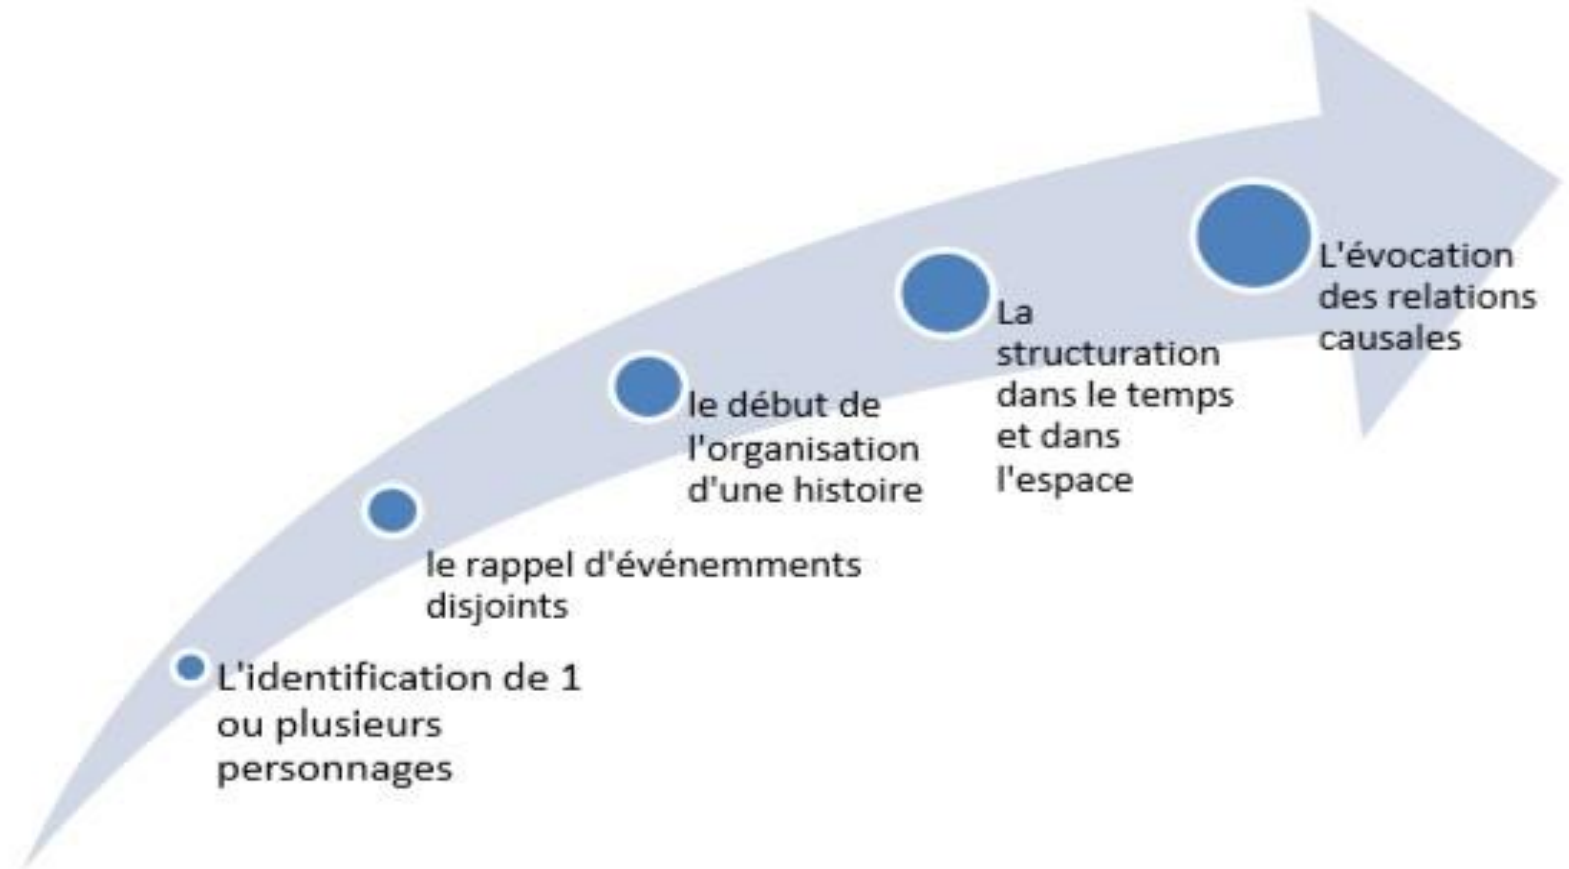 L'identification de 1
ou plusieurs
personnages
le rappel d'événemments
disjoints
le début de
l'organisation
d'une histoire
La
structuration
dans le temps
et dans
l'espace
L'évocation
des relations
causales